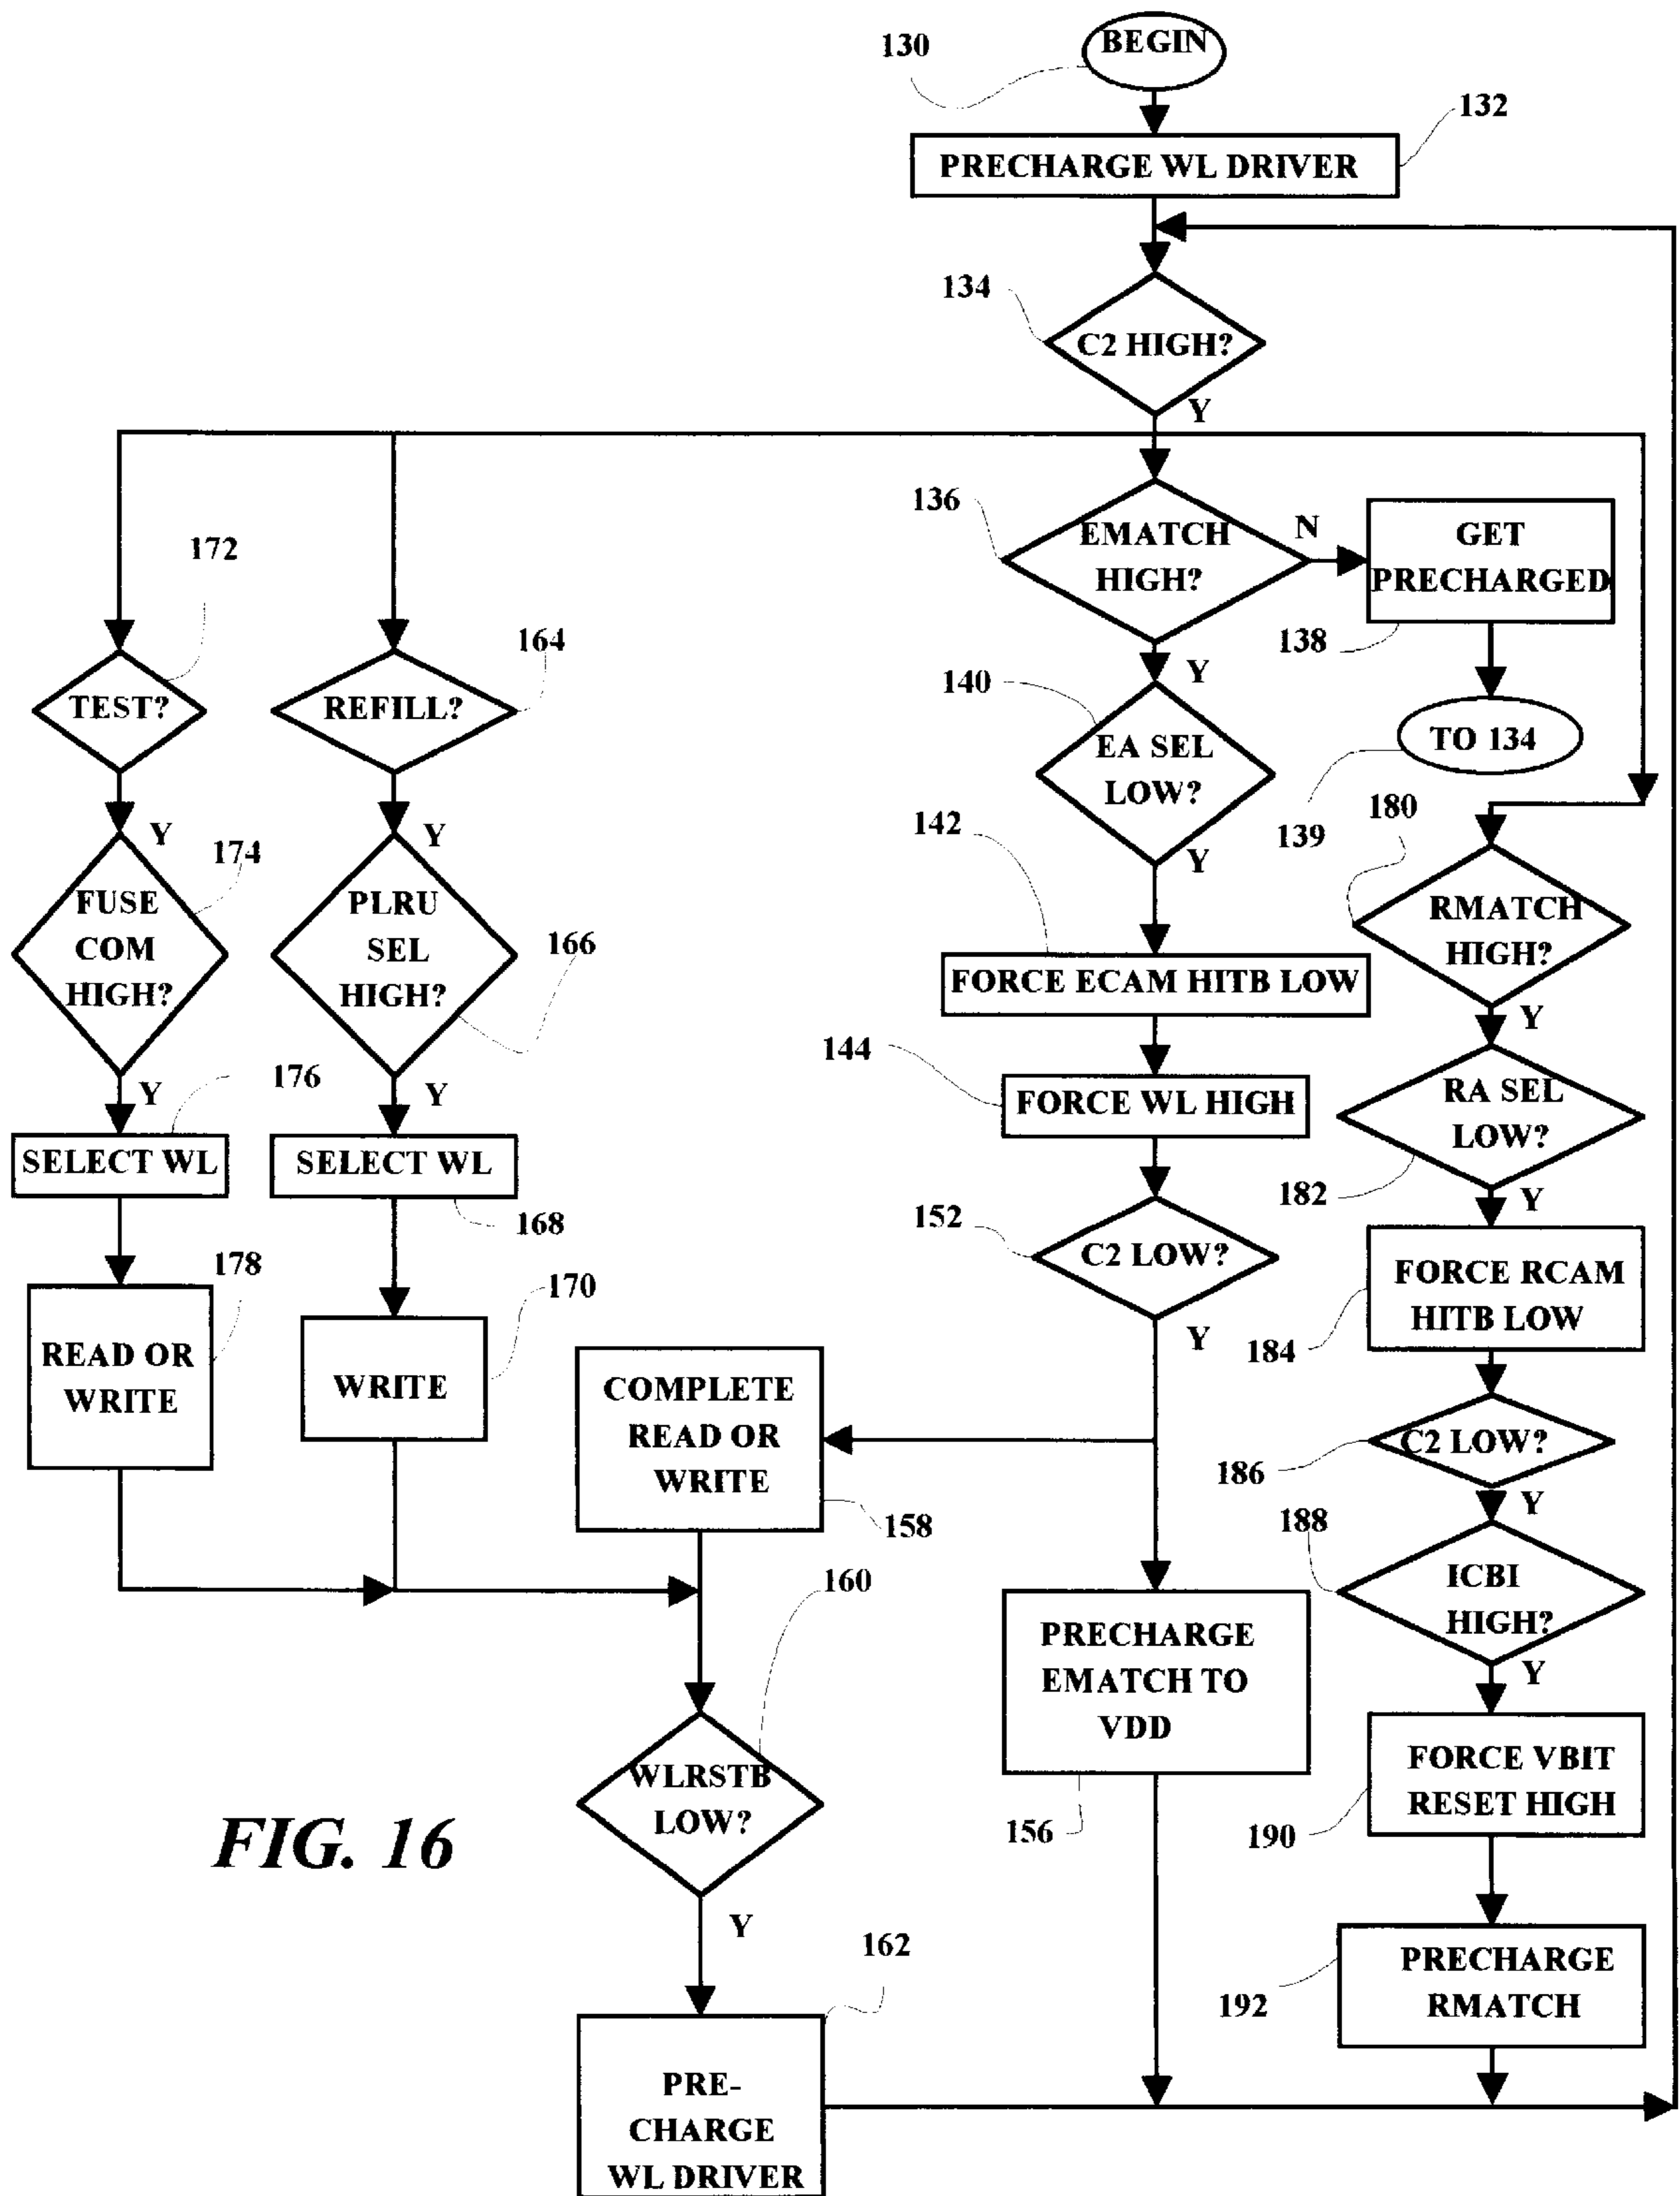 130
BEGIN
132
PRECHARGE WL DRIVER
134
C2 HIGH?
Y
136
EMATCH
HIGH?
N
GET
PRECHARGED
138
172
164
Y
140
TEST?
REFILL?
EA SEL
LOW?
TO 134
139
180
142
Y
Y
Y
174
FUSE
COM
HIGH?
PLRU
SEL
HIGH?
166
RMATCH
HIGH?
FORCE ECAM HITB LOW
Y
144
176
Y
Y
FORCE WL HIGH
RA SEL
LOW?
SELECT WL
SELECT WL
182
168
152
Y
C2 LOW?
178
170
FORCE RCAM
HITB LOW
184
Y
READ OR
WRITE
WRITE
COMPLETE
READ OR
WRITE
C2 LOW?
186
158
Y
188
160
ICBI
HIGH?
PRECHARGE
EMATCH TO
VDD
Y
WLRSTB
LOW?
FORCE VBIT
RESET HIGH
156
190
FIG. 16
Y
162
PRECHARGE
RMATCH
192
PRE-
CHARGE
WL DRIVER